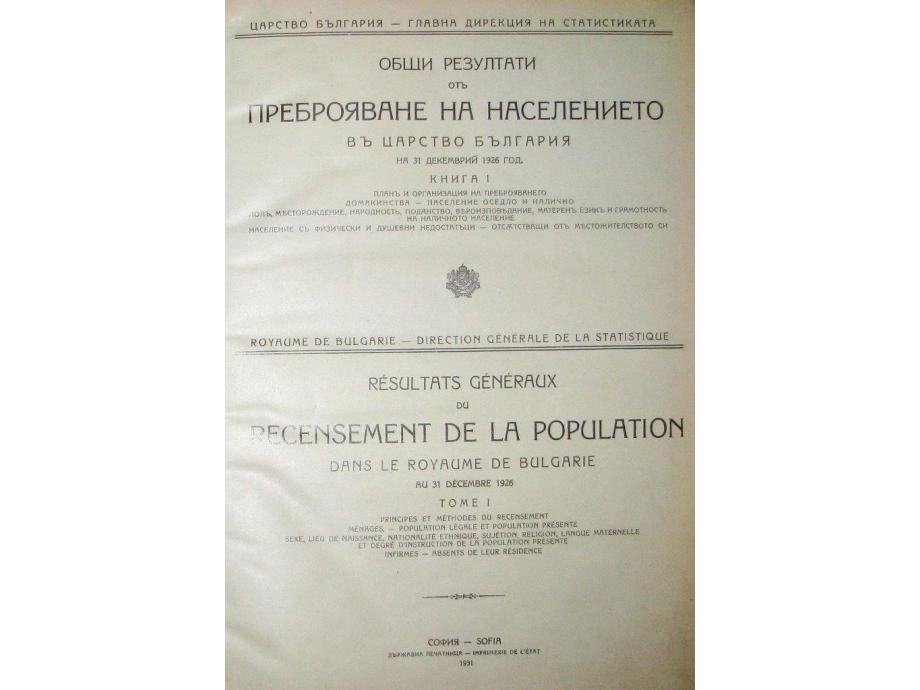 ЦАРСТВО БЪЛГАРИЯ — ГЛАВНА ДИРЕКЦИЯ НА СТАТИСТИКАТА
ОБЩИ РЕЗУЛТАТИ
отъ
ПРЕБРОЯВАНЕ НА НАСЕЛЕНИЕТО
ВЪ ЦАРСТВО БЪЛГАРИЯ
НА 31 ДЕКЕМВРИЙ 1926 ГОД.
КНИГА I
ПЛАНЪ И ОРГАНИЗАЦИЯ НА ПРЕБРОЯВАНЕТО
ДОМАКИНСТВА — НАСЕЛЕНИЕ ОСЕДЛО И НАЛИЧНО
ПОЛЪ, МѢСТОРОЖДЕНИЕ, НАРОДНОСТЬ, ПОДАНСТВО, ВѢРОИЗПОВѢДАНИЕ, МАТЕРЕНЪ ЕЗИКЪ И ГРАМОТНОСТЬ
НА НАЛИЧНОТО НАСЕЛЕНИЕ
НАСЕЛЕНИЕ СЪ ФИЗИЧЕСКИ И ДУШЕВНИ НЕДОСТАТЪЦИ — ОТСѪТСТВАЩИ ОТЪ МѢСТОЖИТЕЛСТВОТО СИ
ROYAUME DE BULGARIE — DIRECTION GÉNÉRALE DE LA STATISTIQUE
RÉSULTATS GÉNÉRAUX
DU
RECENSEMENT DE LA POPULATION
DANS LE ROYAUME DE BULGARIE
AU 31 DÉCEMBRE 1926
TOME I
PRINCIPES ET MÉTHODES DU RECENSEMENT
MÉNAGES, — POPULATION LÉGALE ET POPULATION PRÉSENTE
SEXE, LIEU DE NAISSANCE, NATIONALITÉ ETHNIQUE, SUJÉTION, RELIGION, LANGUE MATERNELLE
ET DEGRÉ D'INSTRUCTION DE LA POPULATION PRÉSENTE
INFIRMES — ABSENTS DE LEUR RÉSIDENCE
СОФИЯ — SOFIA
ДЪРЖАВНА ПЕЧАТНИЦА — IMPRIMERIE DE L'ÉTAT
1931